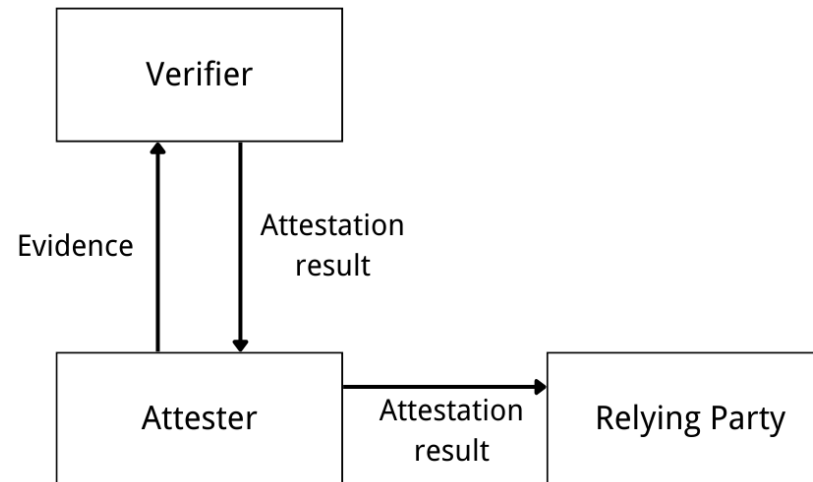 Verifier
Evidence
Attestation
result
Attester
Attestation
result
Relying Party